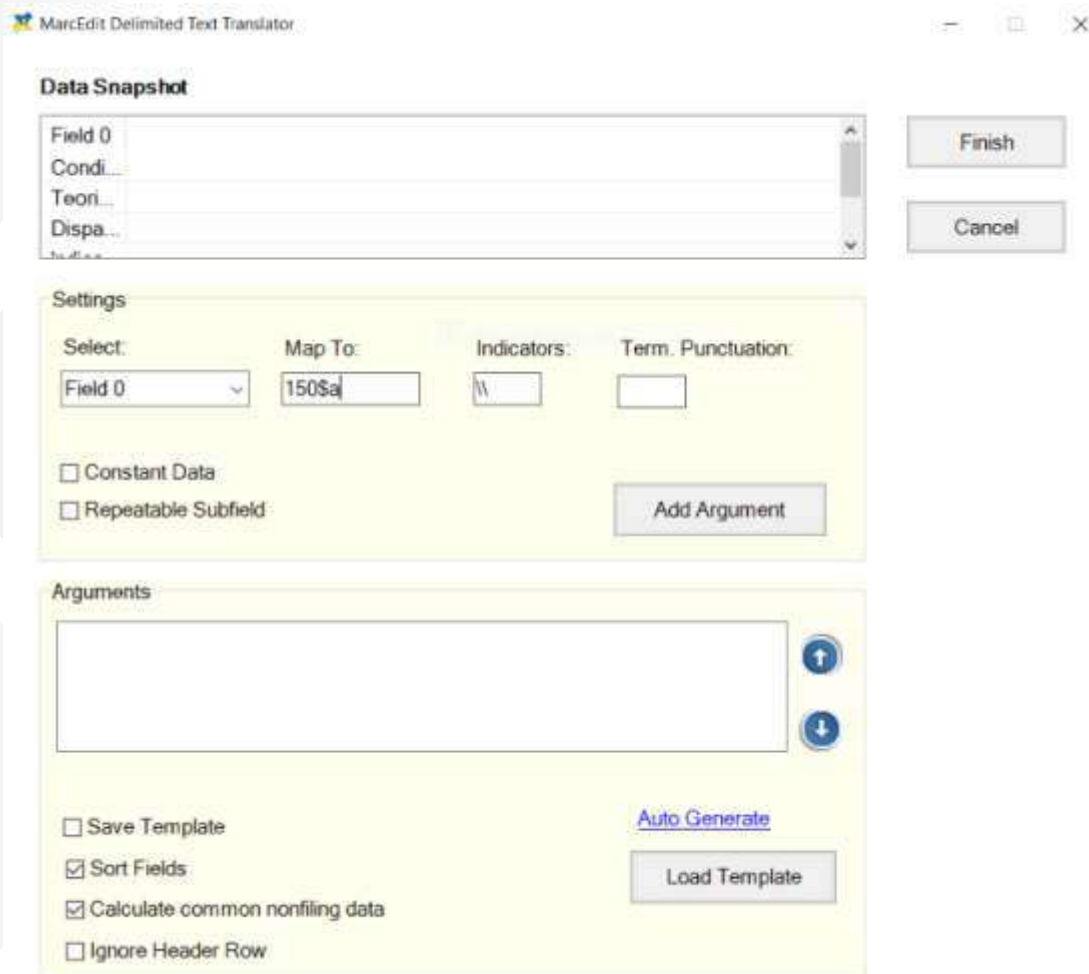 MarcEdit Delimited Text Translator
Data Snapshot
Field 0
Condi...
Teori...
Dispa...
Finish
Cancel
Settings
Select:
Map To:
Indicators:
Term. Punctuation:
Field 0
150$a
\\
Constant Data
Repeatable Subfield
Add Argument
Arguments
Save Template
Auto Generate
Sort Fields
Load Template
Calculate common nonfiling data
Ignore Header Row